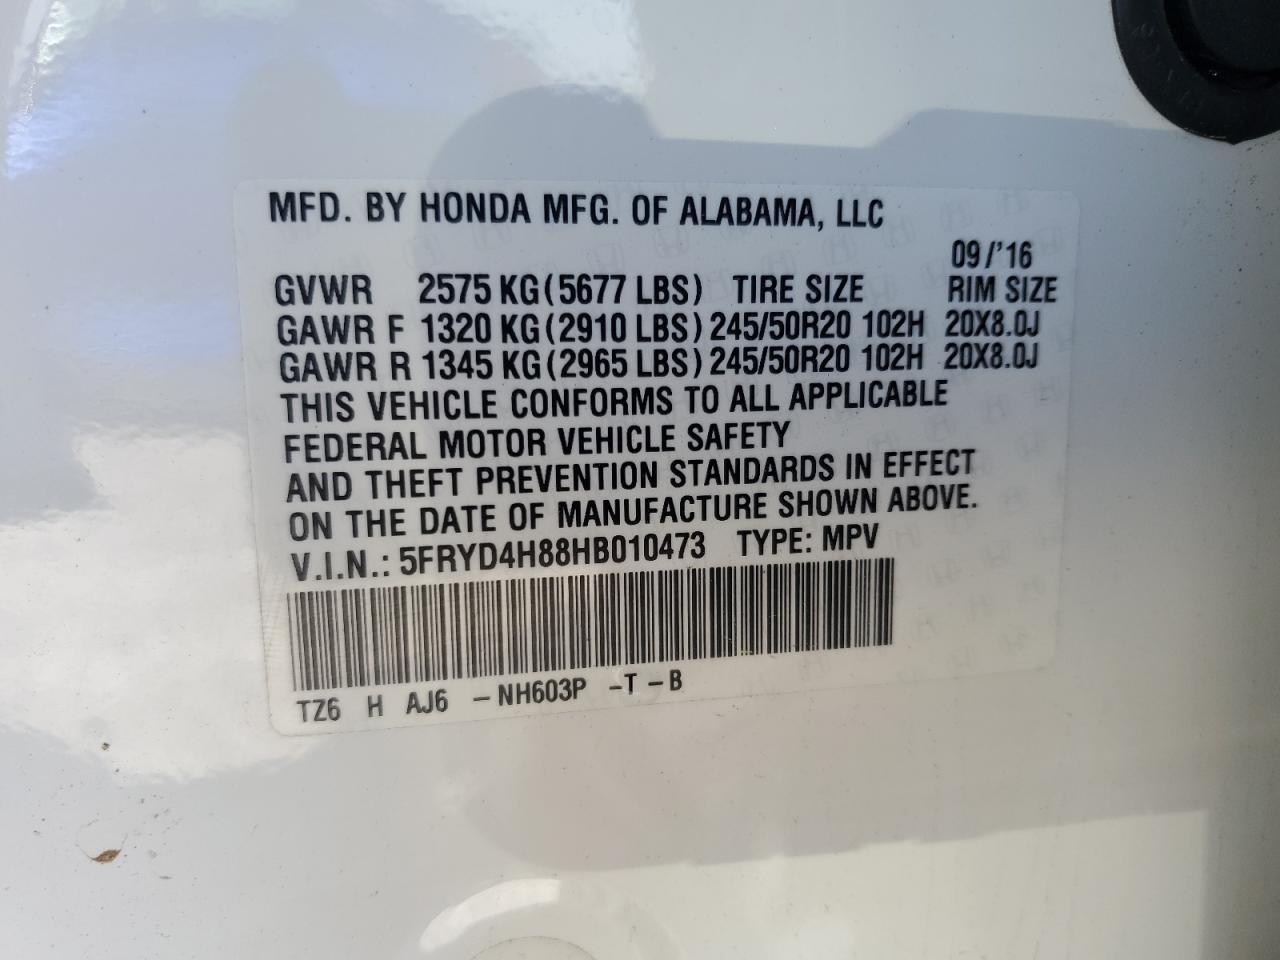 MFD. BY HONDA MFG. OF ALABAMA, LLC
09/'16
GVWR 2575 KG (5677 LBS) TIRE SIZE RIM SIZE
GAWR F 1320 KG (2910 LBS) 245/50R20 102H 20X8.0J
GAWR R 1345 KG (2965 LBS) 245/50R20 102H 20X8.0J
THIS VEHICLE CONFORMS TO ALL APPLICABLE
FEDERAL MOTOR VEHICLE SAFETY
AND THEFT PREVENTION STANDARDS IN EFFECT
ON THE DATE OF MANUFACTURE SHOWN ABOVE.
V.I.N.: 5FRYD4H88HB010473 TYPE: MPV
TZ6 H AJ6 -NH603P -T-B